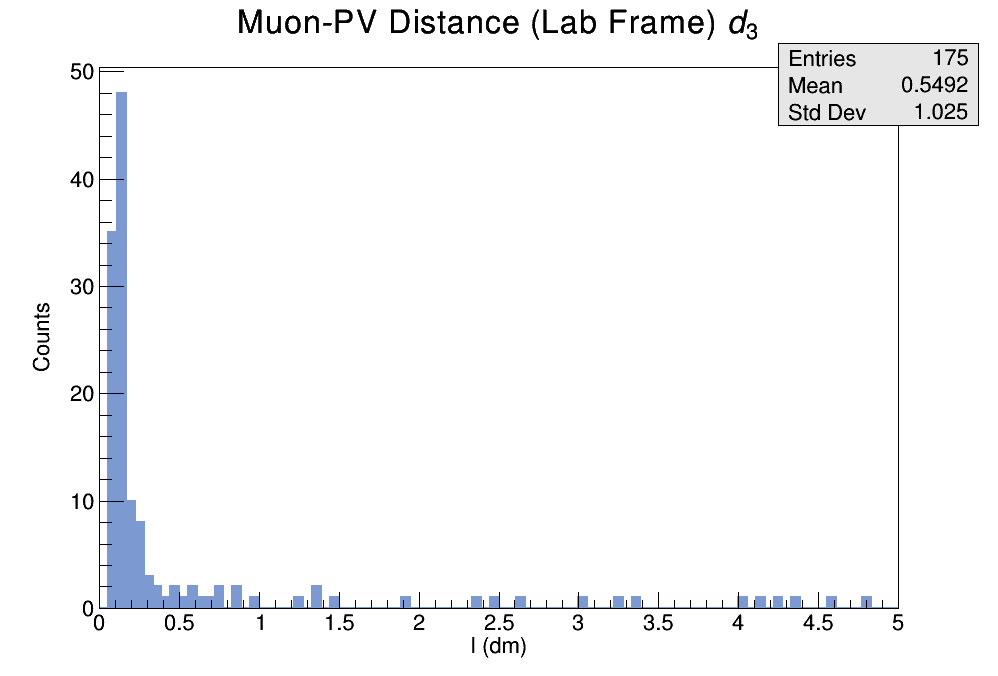 Muon-PV Distance (Lab Frame) d₃
Entries 175
Mean 0.5492
Std Dev 1.025
50
40
30
20
10
0
Counts
0 0.5 1 1.5 2 2.5 3 3.5 4 4.5 5
l (dm)